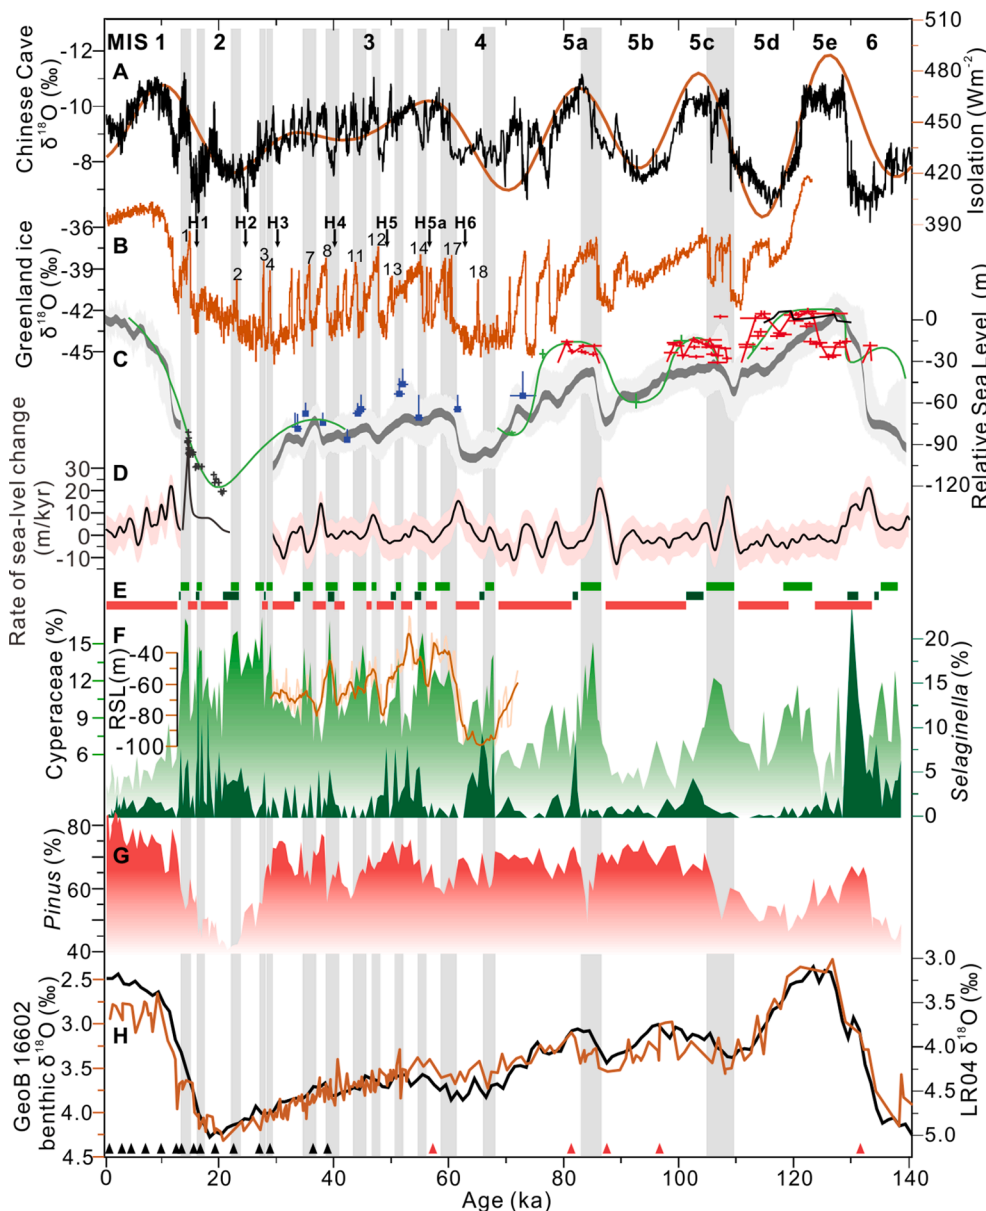 MIS 1 2 3 4 5a 5b 5c 5d 5e 6
A
Chinese Cave
δ18O (‰)
-12
-10
-8
510
480
450
420
390
Isolation (Wm-2)
H1 H2 H3 H4 H5 H5a H6
B
Greenland ice
δ18O (‰)
-36
-39
-42
-45
1 2 3 4 7 8 11 12 13 14 17 18
C
0
-30
-60
-90
-120
Relative Sea Level (m)
D
Rate of sea-lvel change
(m/kyr)
30
20
10
0
-10
E
F
Cyperaceae (%)
15
12
9
6
RSL(m)
-40
-60
-80
-100
20
15
10
5
0
Selaginella (%)
G
Pinus (%)
80
60
40
H
GeoB 16602
benthic δ18O (‰)
2.5
3.0
3.5
4.0
4.5
3.0
3.5
4.0
4.5
5.0
LR04 δ18O (‰)
0 20 40 60 80 100 120 140
Age (ka)